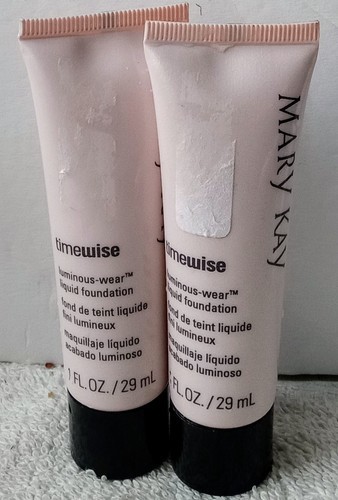 timewise
luminous-wear™
liquid foundation
fond de teint liquide
fini lumineux
maquillaje líquido
acabado luminoso
1 FL.OZ./29 mL
MARY KAY
timewise
luminous-wear™
liquid foundation
fond de teint liquide
fini lumineux
maquillaje líquido
acabado luminoso
1 FL.OZ./29 mL